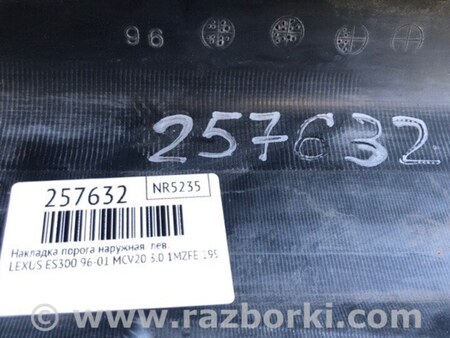 96
257632
257632 NR5235
Накладка порога наружная лев.
LEXUS ES300 96-01 MCV20 3.0 1MZFE 199
www.razborki.com